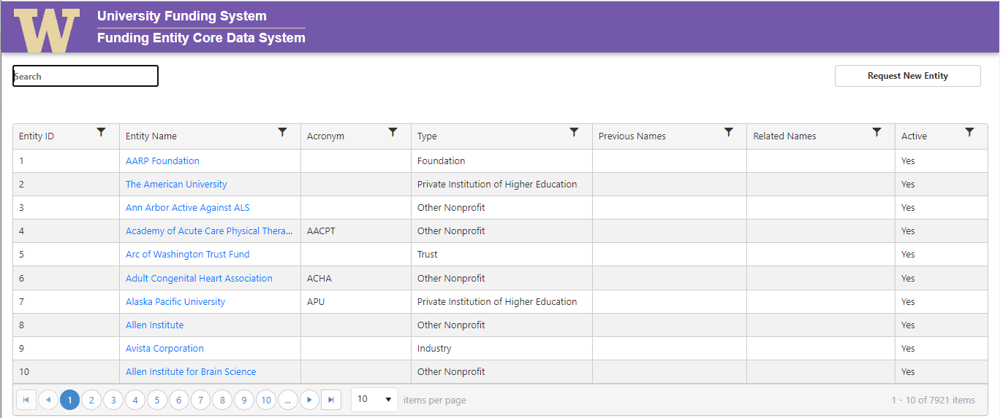 W
University Funding System
Funding Entity Core Data System
Search
Request New Entity
Entity ID Entity Name Acronym Type Previous Names Related Names Active
1 AARP Foundation Foundation Yes
2 The American University Private Institution of Higher Education Yes
3 Ann Arbor Active Against ALS Other Nonprofit Yes
4 Academy of Acute Care Physical Thera... AACPT Other Nonprofit Yes
5 Arc of Washington Trust Fund Trust Yes
6 Adult Congenital Heart Association ACHA Other Nonprofit Yes
7 Alaska Pacific University APU Private Institution of Higher Education Yes
8 Allen Institute Other Nonprofit Yes
9 Avista Corporation Industry Yes
10 Allen Institute for Brain Science Other Nonprofit Yes
1 2 3 4 5 6 7 8 9 10 ... 10 items per page 1 - 10 of 7921 items